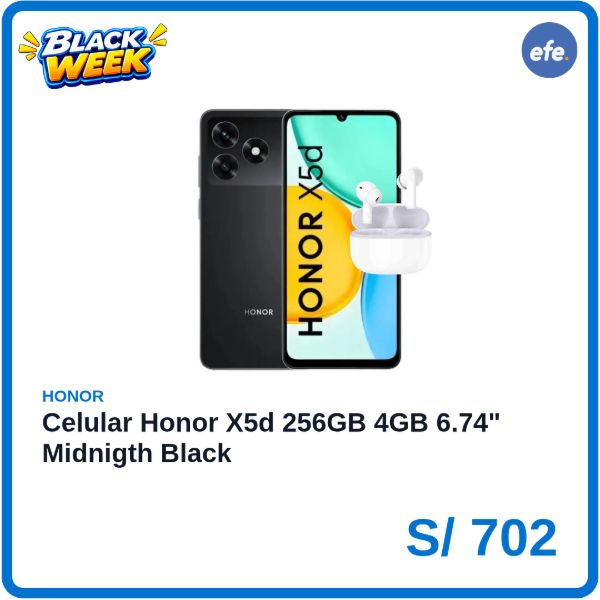 BLACK
WEEK
efe.
HONOR X5d
HONOR
HONOR
Celular Honor X5d 256GB 4GB 6.74"
Midnigth Black
S/ 702